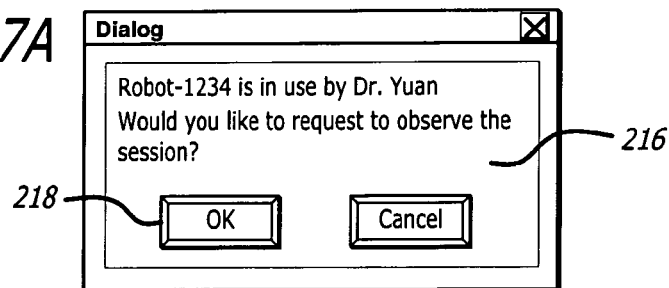 7A
Dialog
Robot-1234 is in use by Dr. Yuan
Would you like to request to observe the
session?
216
218
OK Cancel